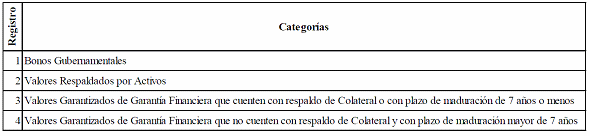 Registro
Categorías
1 Bonos Gubernamentales
2 Valores Respaldados por Activos
3 Valores Garantizados de Garantía Financiera que cuenten con respaldo de Colateral o con plazo de maduración de 7 años o menos
4 Valores Garantizados de Garantía Financiera que no cuenten con respaldo de Colateral y con plazo de maduración mayor de 7 años